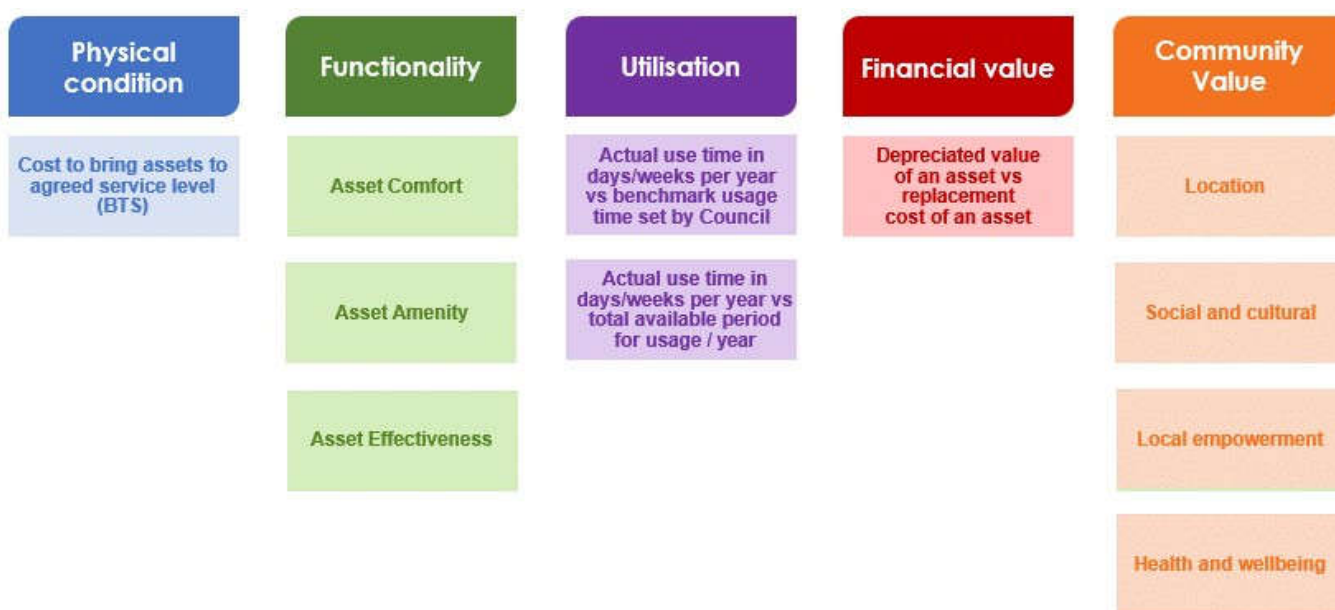 Physical
condition
Cost to bring assets to
agreed service level
(BTS)
Functionality
Asset Comfort
Asset Amenity
Asset Effectiveness
Utilisation
Actual use time in
days/weeks per year
vs benchmark usage
time set by Council
Actual use time in
days/weeks per year vs
total available period
for usage / year
Financial value
Depreciated value
of an asset vs
replacement
cost of an asset
Community
Value
Location
Social and cultural
Local empowerment
Health and wellbeing